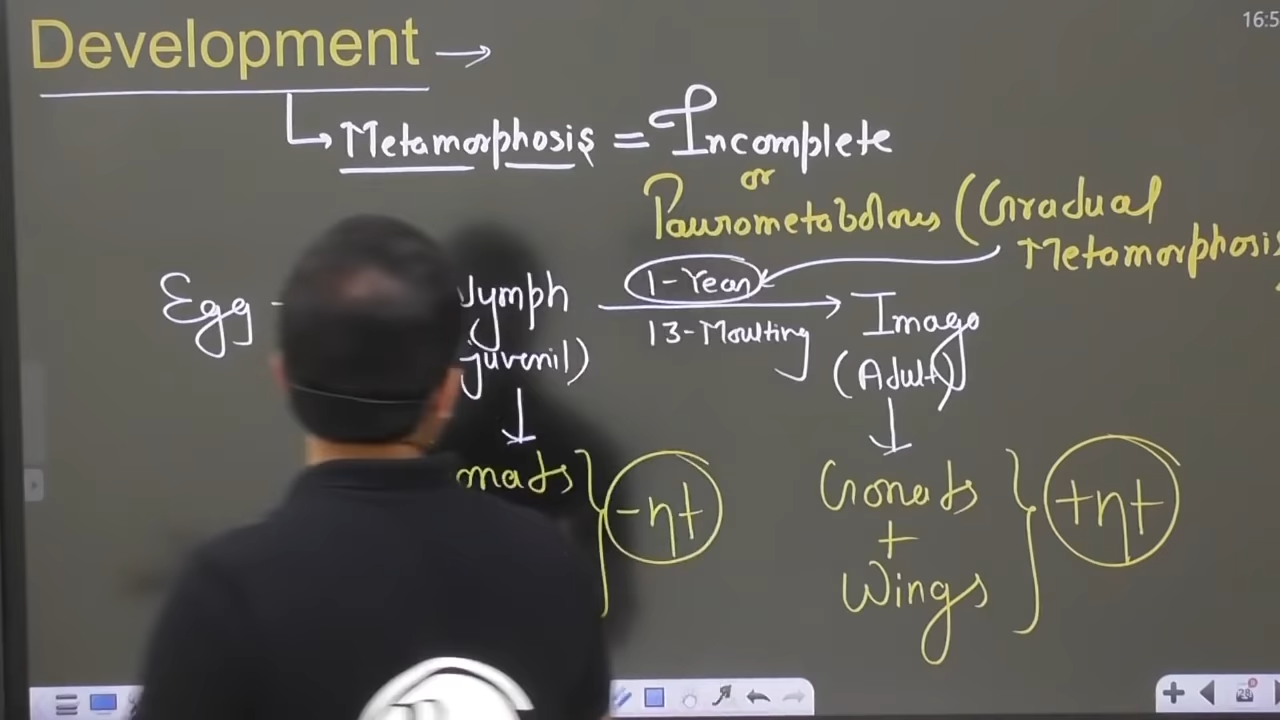 16:5
Development →
Metamorphosis = Incomplete
or
Paurometabolous (Gradual
Metamorphosis
Egg
Nymph
juvenil)
1-Year
13-Moulting
Imago
(Adult)
-nt
Gonads
+
Wings
+nt
28